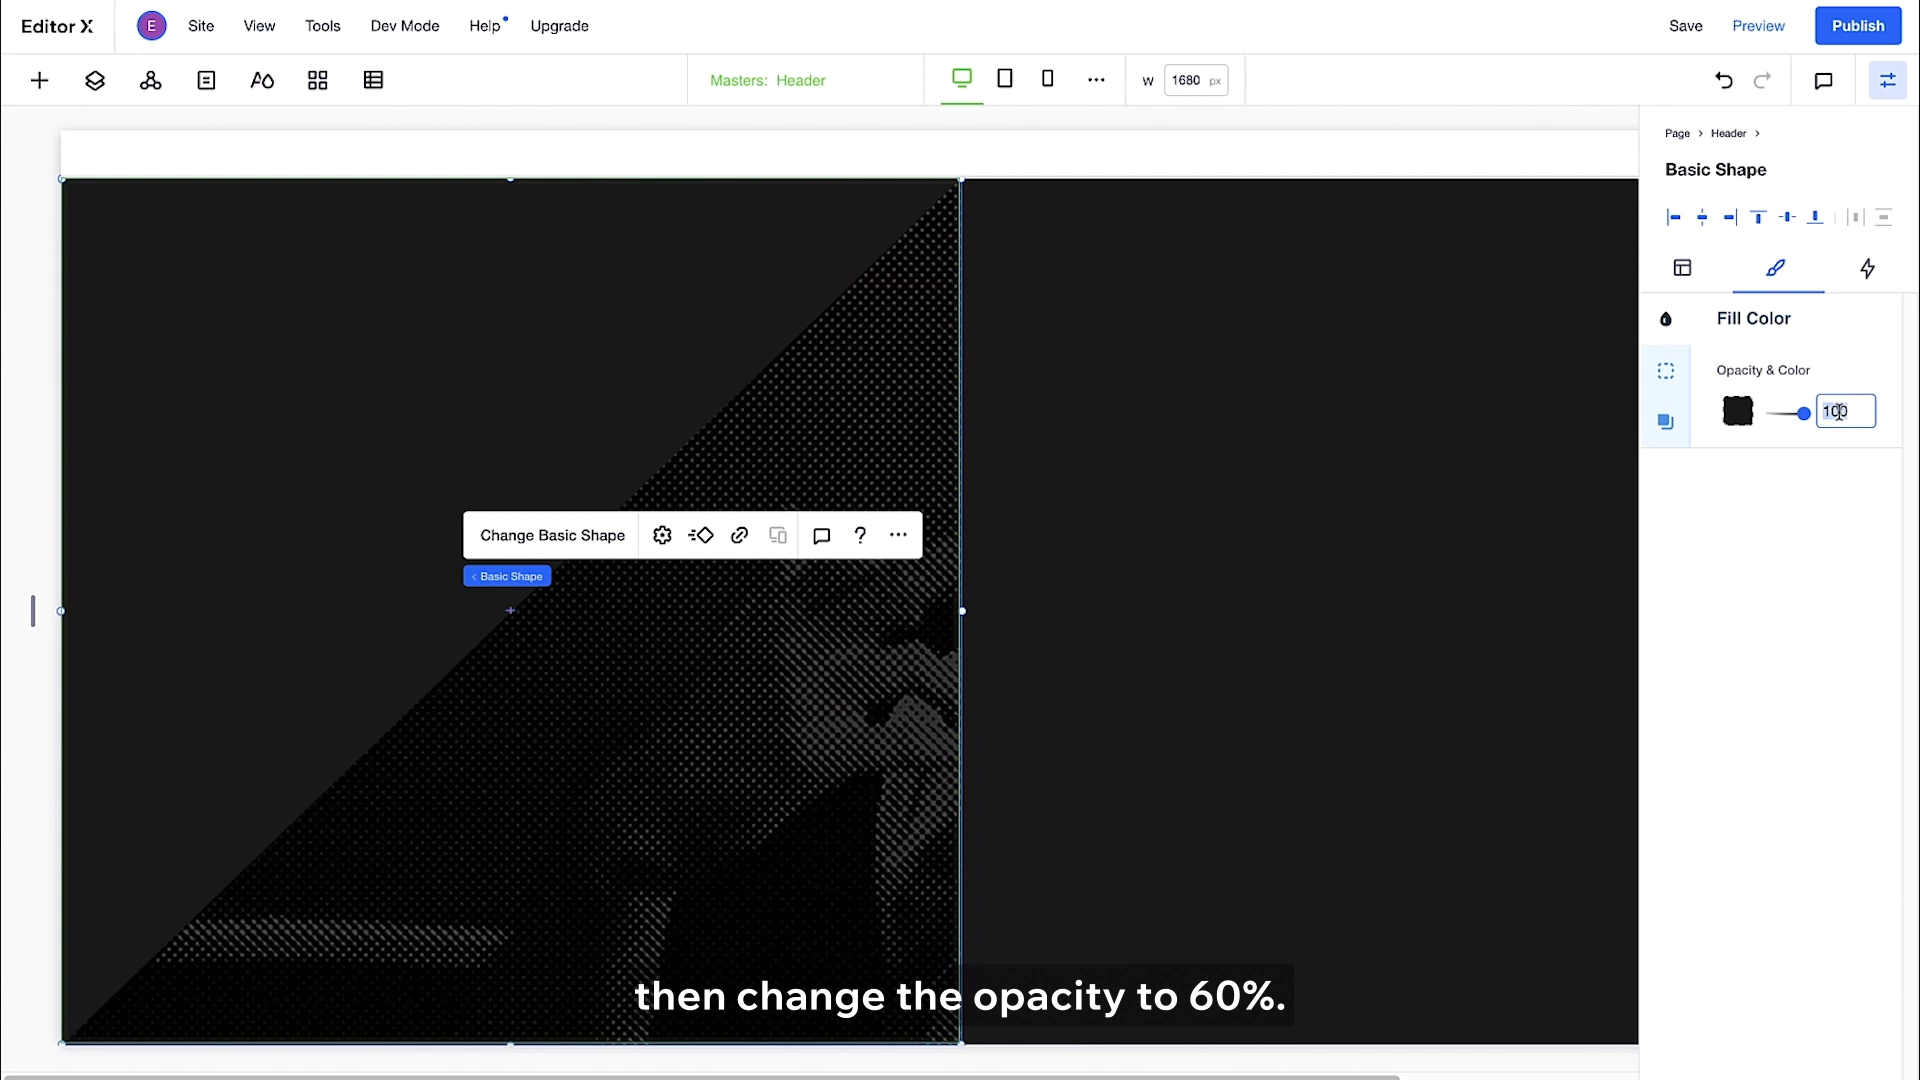 Editor X
E
Site
View
Tools
Dev Mode
Help
Upgrade
Save
Preview
Publish
Masters: Header
W
1680 px
Page > Header >
Basic Shape
Fill Color
Opacity & Color
100
Change Basic Shape
?
< Basic Shape
then change the opacity to 60%.